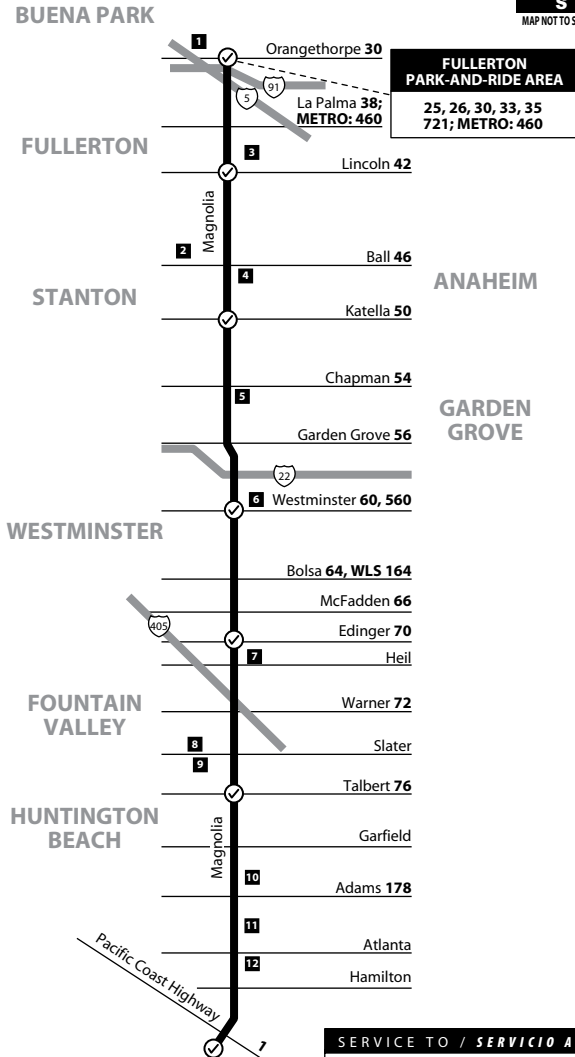 BUENA PARK
S
MAP NOT TO S
1
Orangethorpe 30
91
5
La Palma 38;
METRO: 460
FULLERTON
PARK-AND-RIDE AREA
25, 26, 30, 33, 35
721; METRO: 460
FULLERTON
3
Lincoln 42
Magnolia
2
Ball 46
4
ANAHEIM
STANTON
Katella 50
Chapman 54
5
GARDEN
GROVE
Garden Grove 56
22
6
Westminster 60, 560
WESTMINSTER
Bolsa 64, WLS 164
McFadden 66
405
Edinger 70
7
Heil
FOUNTAIN
VALLEY
Warner 72
8
Slater
9
Talbert 76
HUNTINGTON
BEACH
Garfield
Magnolia
10
Adams 178
11
Atlanta
12
Hamilton
Pacific Coast Highway
1
SERVICE TO / SERVICIO A